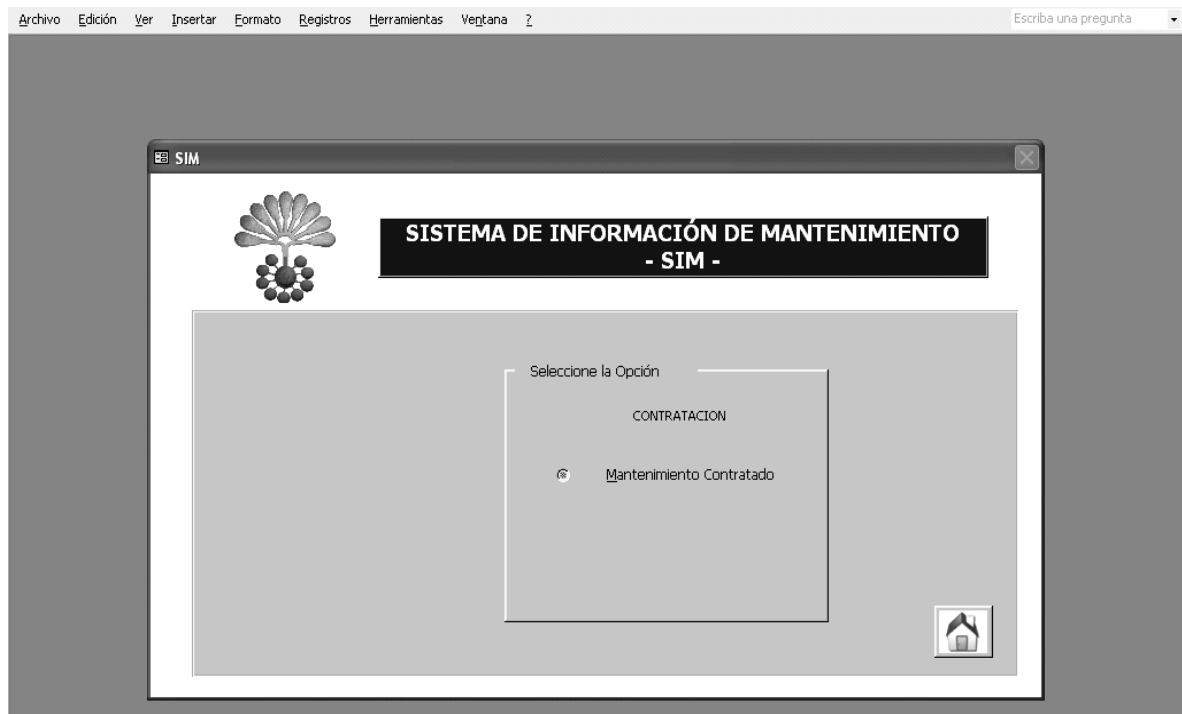 Archivo Edición Ver Insertar Formato Registros Herramientas Ventana ? Escriba una pregunta
SIM
SISTEMA DE INFORMACIÓN DE MANTENIMIENTO
- SIM -
Seleccione la Opción
CONTRATACION
Mantenimiento Contratado